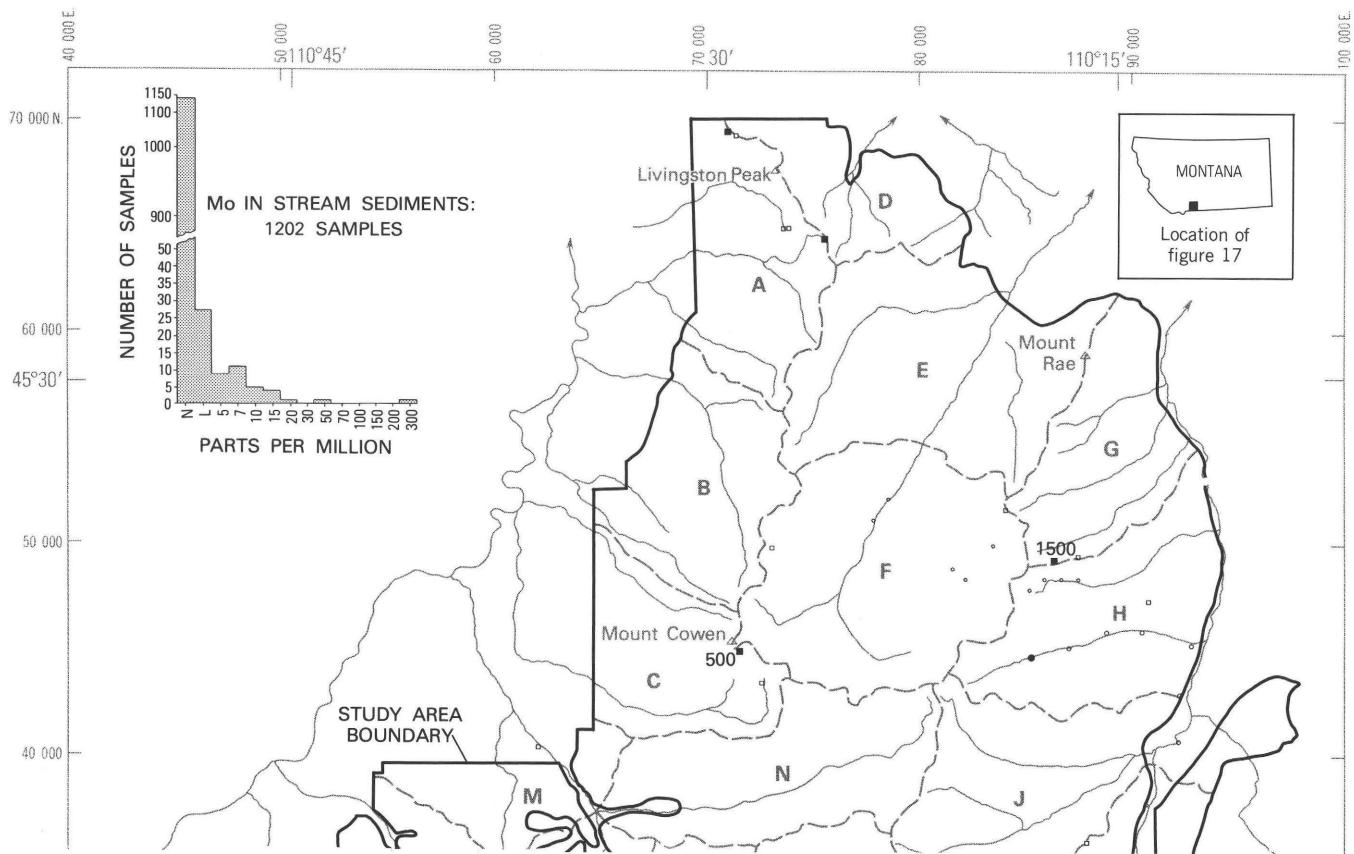 40 000 E.
50 000
110°45'
60 000
70 000
30'
80 000
110°15'
90 000
100 000 E.
70 000 N.
60 000
45°30'
50 000
40 000
1150
1100
1000
900
50
45
40
35
30
25
20
15
10
5
0
NUMBER OF SAMPLES
N L 5 7 10 15 20 30 50 70 100 150 200 300
PARTS PER MILLION
Mo IN STREAM SEDIMENTS:
1202 SAMPLES
MONTANA
Location of
figure 17
Livingston Peak
D
A
E
Mount
Rae
G
B
1500
F
H
Mount Cowen
500
C
STUDY AREA
BOUNDARY
N
M
J